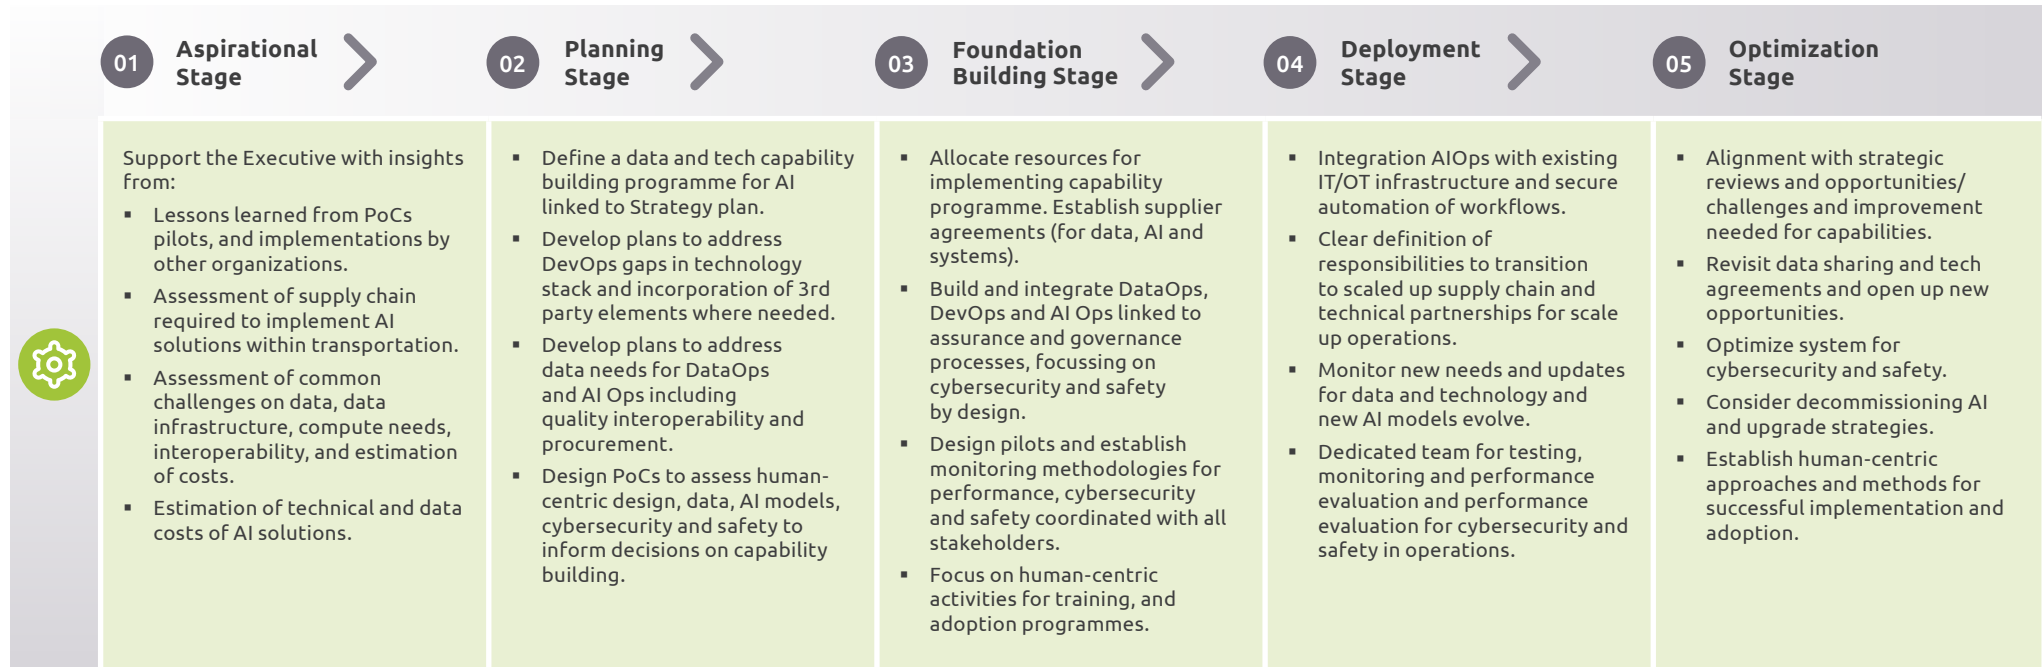 01
Aspirational
Stage
02
Planning
Stage
03
Foundation
Building Stage
04
Deployment
Stage
05
Optimization
Stage
Support the Executive with insights
from:
▪ Lessons learned from PoCs
pilots, and implementations by
other organizations.
▪ Assessment of supply chain
required to implement AI
solutions within transportation.
▪ Assessment of common
challenges on data, data
infrastructure, compute needs,
interoperability, and estimation
of costs.
▪ Estimation of technical and data
costs of AI solutions.
▪ Define a data and tech capability
building programme for AI
linked to Strategy plan.
▪ Develop plans to address
DevOps gaps in technology
stack and incorporation of 3rd
party elements where needed.
▪ Develop plans to address
data needs for DataOps
and AI Ops including
quality interoperability and
procurement.
▪ Design PoCs to assess human-
centric design, data, AI models,
cybersecurity and safety to
inform decisions on capability
building.
▪ Allocate resources for
implementing capability
programme. Establish supplier
agreements (for data, AI and
systems).
▪ Build and integrate DataOps,
DevOps and AI Ops linked to
assurance and governance
processes, focussing on
cybersecurity and safety
by design.
▪ Design pilots and establish
monitoring methodologies for
performance, cybersecurity
and safety coordinated with all
stakeholders.
▪ Focus on human-centric
activities for training, and
adoption programmes.
▪ Integration AIOps with existing
IT/OT infrastructure and secure
automation of workflows.
▪ Clear definition of
responsibilities to transition
to scaled up supply chain and
technical partnerships for scale
up operations.
▪ Monitor new needs and updates
for data and technology and
new AI models evolve.
▪ Dedicated team for testing,
monitoring and performance
evaluation and performance
evaluation for cybersecurity and
safety in operations.
▪ Alignment with strategic
reviews and opportunities/
challenges and improvement
needed for capabilities.
▪ Revisit data sharing and tech
agreements and open up new
opportunities.
▪ Optimize system for
cybersecurity and safety.
▪ Consider decommissioning AI
and upgrade strategies.
▪ Establish human-centric
approaches and methods for
successful implementation and
adoption.